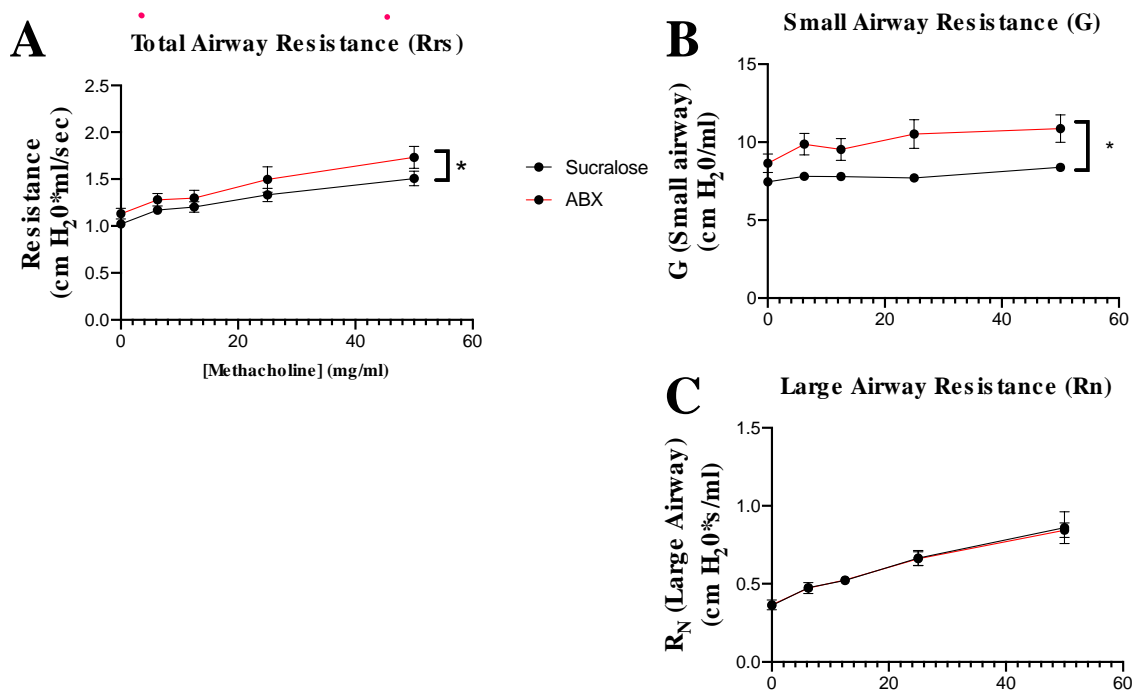 A
Total Airway Resistance (Rrs)
Resistance
(cm H20*ml/sec)
2.5
2.0
1.5
1.0
0.5
0.0
0 20 40 60
[Methacholine] (mg/ml)
*
Sucralose
ABX
B
Small Airway Resistance (G)
G (Small airway)
(cm H20/ml)
15
10
5
0
0 20 40 60
*
C
Large Airway Resistance (Rn)
RN (Large Airway)
(cm H20*s/ml)
1.5
1.0
0.5
0.0
0 20 40 60